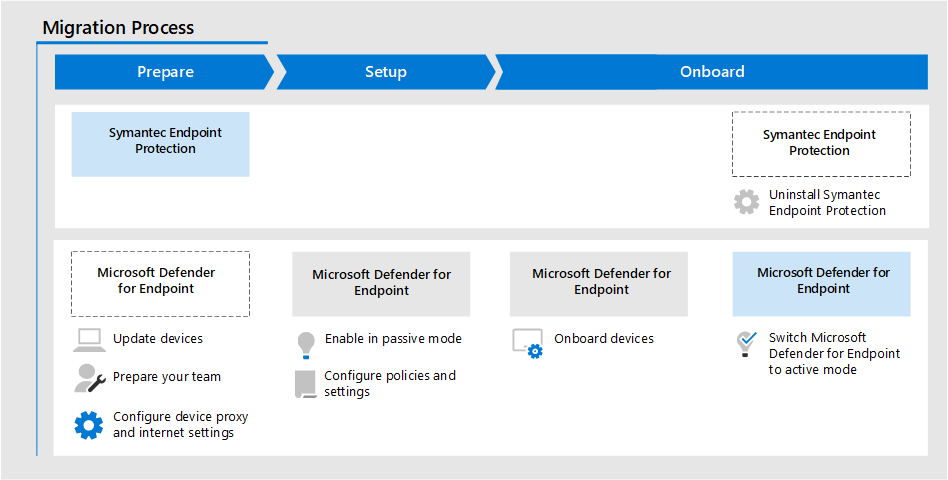 Migration Process
Prepare
Setup
Onboard
Symantec Endpoint
Protection
Symantec Endpoint
Protection
Uninstall Symantec
Endpoint Protection
Microsoft Defender
for Endpoint
Update devices
Prepare your team
Configure device proxy
and internet settings
Microsoft Defender for
Endpoint
Enable in passive mode
Configure policies and
settings
Microsoft Defender for
Endpoint
Onboard devices
Microsoft Defender for
Endpoint
Switch Microsoft
Defender for Endpoint
to active mode